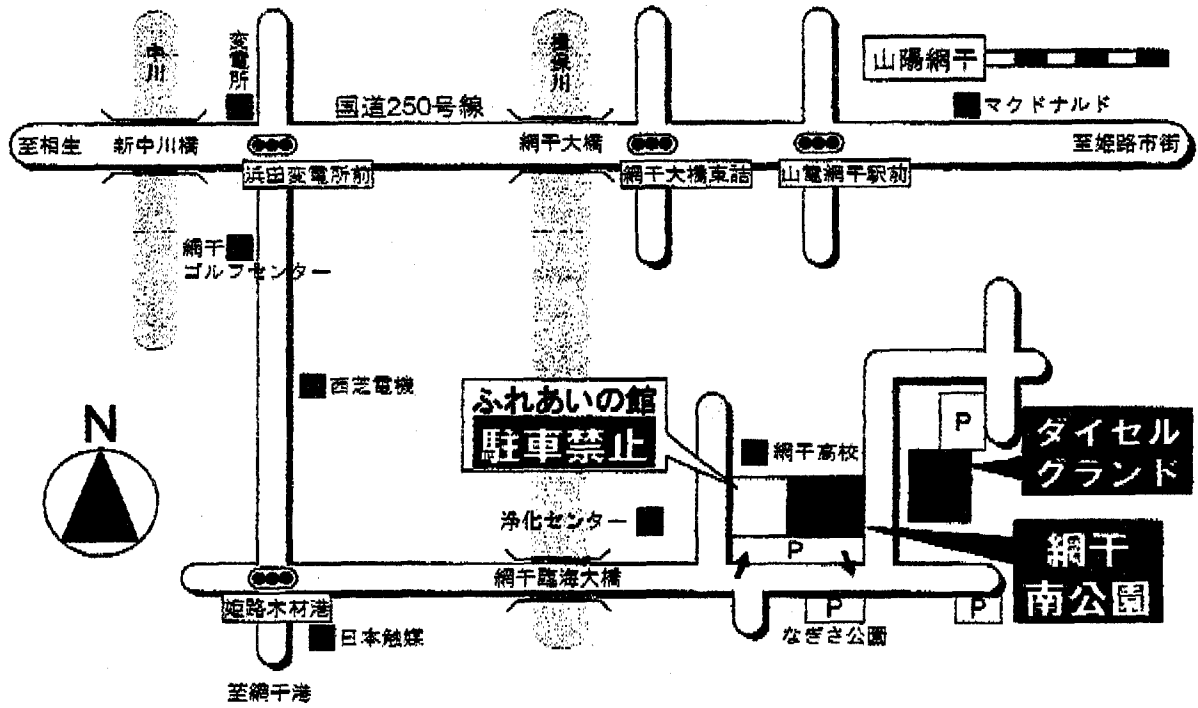 中川
変電所
揖保川
山陽網干
国道250号線
マクドナルド
至相生
新中川橋
網干大橋
至姫路市街
浜田変電所前
網干大橋東詰
山電網干駅前
網干
ゴルフセンター
西芝電機
N
ふれあいの館
駐車禁止
網干高校
P
ダイセル
グランド
浄化センター
P
網干
南公園
網干臨海大橋
姫路木材港
P
P
日本触媒
なぎさ公園
至網干港